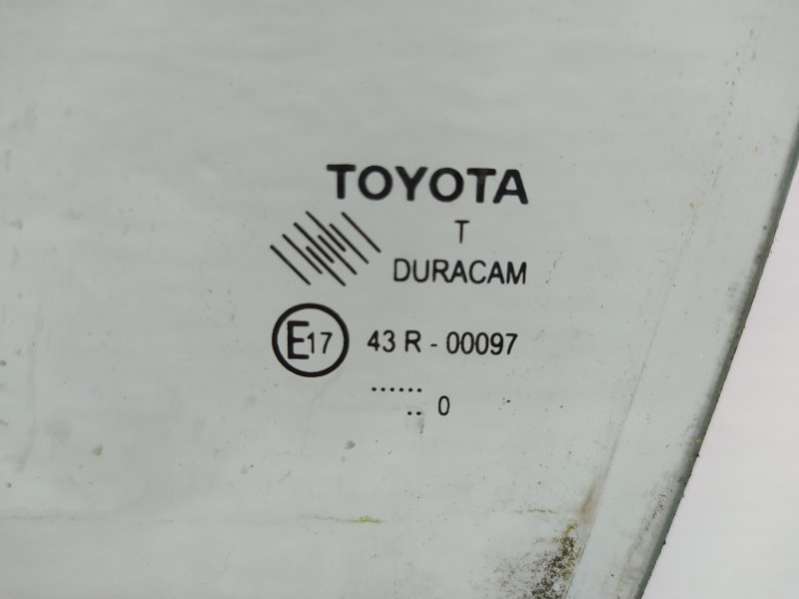 TOYOTA
T
DURACAM
E17 43 R - 00097
......
.. 0